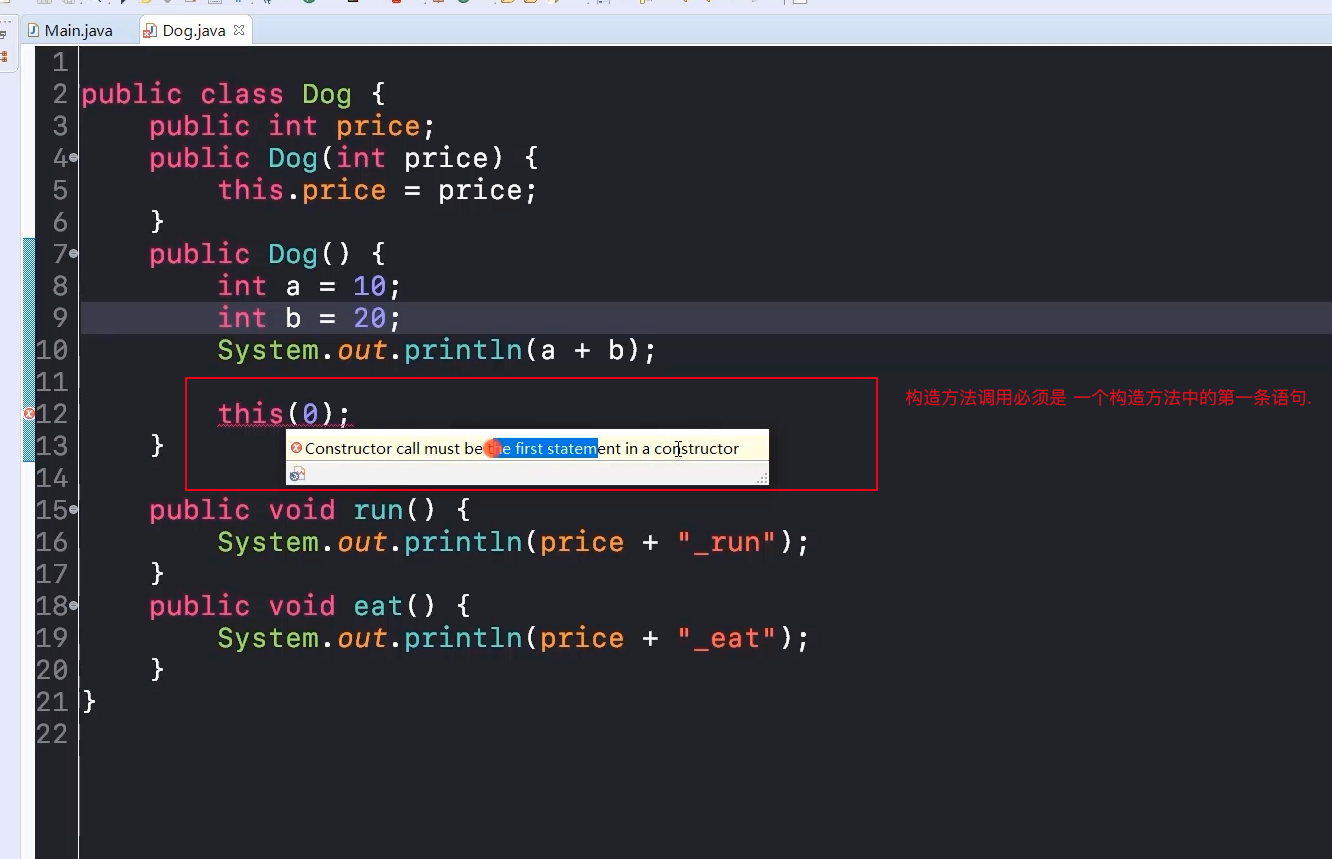 Main.java
Dog.java
1
2 public class Dog {
3 public int price;
4 public Dog(int price) {
5 this.price = price;
6 }
7 public Dog() {
8 int a = 10;
9 int b = 20;
10 System.out.println(a + b);
11
12 this(0);
构造方法调用必须是 一个构造方法中的第一条语句.
Constructor call must be the first statement in a constructor
13 }
14
15 public void run() {
16 System.out.println(price + "_run");
17 }
18 public void eat() {
19 System.out.println(price + "_eat");
20 }
21 }
22